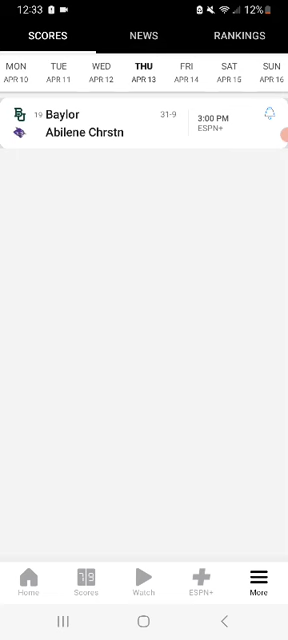 12:33 12%
SCORES NEWS RANKINGS
MON TUE WED THU FRI SAT SUN
APR 10 APR 11 APR 12 APR 13 APR 14 APR 15 APR 16
BU 19 Baylor 31-9
Abilene Chrstn
3:00 PM
ESPN+
Home Scores Watch ESPN+ More